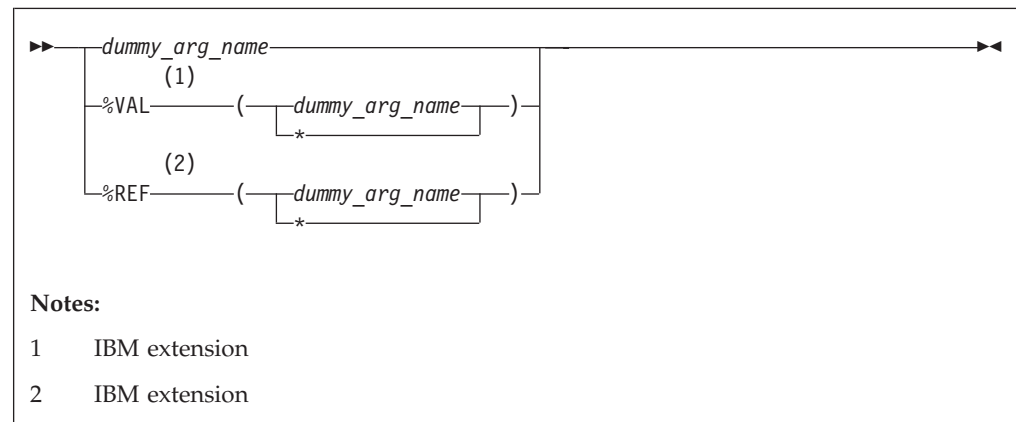 dummy_arg_name
(1)
%VAL ( dummy_arg_name )
*
(2)
%REF ( dummy_arg_name )
*
Notes:
1 IBM extension
2 IBM extension